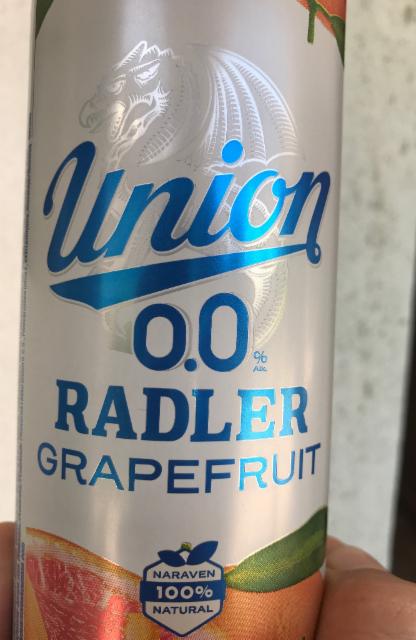 Union
0.0 % ALC.
RADLER
GRAPEFRUIT
NARAVEN
100%
NATURAL